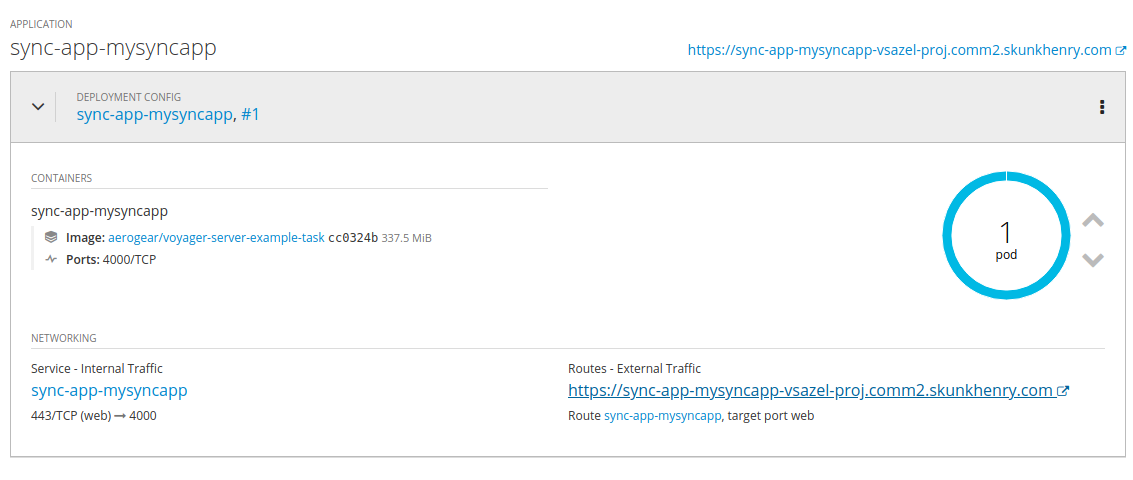 APPLICATION
sync-app-mysyncapp
https://sync-app-mysyncapp-vsazel-proj.comm2.skunkhenry.com
DEPLOYMENT CONFIG
sync-app-mysyncapp, #1
CONTAINERS
sync-app-mysyncapp
Image: aerogear/voyager-server-example-task cc0324b 337.5 MiB
Ports: 4000/TCP
1
pod
NETWORKING
Service - Internal Traffic
sync-app-mysyncapp
443/TCP (web) → 4000
Routes - External Traffic
https://sync-app-mysyncapp-vsazel-proj.comm2.skunkhenry.com
Route sync-app-mysyncapp, target port web